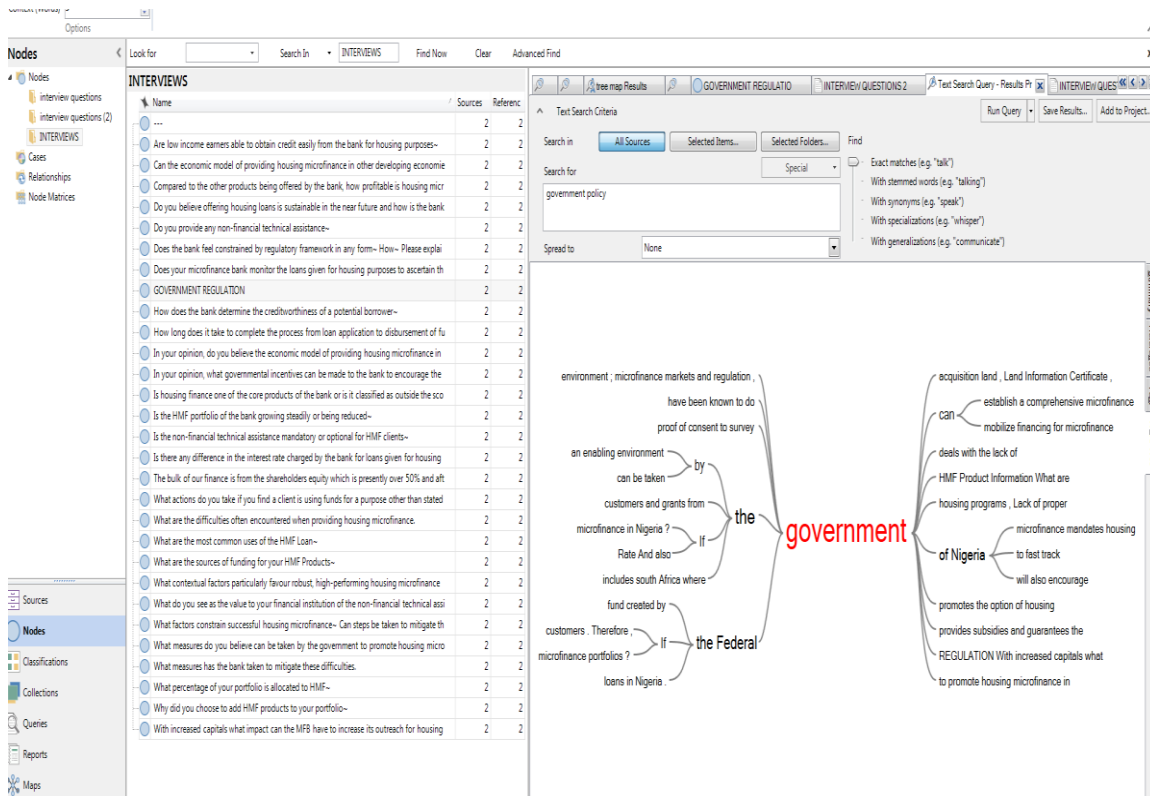 Options
Nodes
Look for
Search In
INTERVIEWS
Find Now
Clear
Advanced Find
Nodes
interview questions
interview questions (2)
INTERVIEWS
Cases
Relationships
Node Matrices
INTERVIEWS
Name Sources Referenc
--- 2 2
Are low income earners able to obtain credit easily from the bank for housing purposes~ 2 2
Can the economic model of providing housing microfinance in other developing economie 2 2
Compared to the other products being offered by the bank, how profitable is housing micr 2 2
Do you believe offering housing loans is sustainable in the near future and how is the bank 2 2
Do you provide any non-financial technical assistance~ 2 2
Does the bank feel constrained by regulatory framework in any form~ How~ Please explai 2 2
Does your microfinance bank monitor the loans given for housing purposes to ascertain th 2 2
GOVERNMENT REGULATION 2 2
How does the bank determine the creditworthiness of a potential borrower~ 2 2
How long does it take to complete the process from loan application to disbursement of fu 2 2
In your opinion, do you believe the economic model of providing housing microfinance in 2 2
In your opinion, what governmental incentives can be made to the bank to encourage the 2 2
Is housing finance one of the core products of the bank or is it classified as outside the sco 2 2
Is the HMF portfolio of the bank growing steadily or being reduced~ 2 2
Is the non-financial technical assistance mandatory or optional for HMF clients~ 2 2
Is there any difference in the interest rate charged by the bank for loans given for housing 2 2
The bulk of our finance is from the shareholders equity which is presently over 50% and aft 2 2
What actions do you take if you find a client is using funds for a purpose other than stated 2 2
What are the difficulties often encountered when providing housing microfinance. 2 2
What are the most common uses of the HMF Loan~ 2 2
What are the sources of funding for your HMF Products~ 2 2
What contextual factors particularly favour robust, high-performing housing microfinance 2 2
What do you see as the value to your financial institution of the non-financial technical assi 2 2
What factors constrain successful housing microfinance~ Can steps be taken to mitigate th 2 2
What measures do you believe can be taken by the government to promote housing micro 2 2
What measures has the bank taken to mitigate these difficulties. 2 2
What percentage of your portfolio is allocated to HMF~ 2 2
Why did you choose to add HMF products to your portfolio~ 2 2
With increased capitals what impact can the MFB have to increase its outreach for housing 2 2
Sources
Nodes
Classifications
Collections
Queries
Reports
Maps
tree map Results
GOVERNMENT REGULATIO
INTERVIEW QUESTIONS 2
Text Search Query - Results Pr
INTERVIEW QUES
Text Search Criteria
Run Query
Save Results...
Add to Project...
Search in
All Sources
Selected Items...
Selected Folders...
Find
Search for
Special
government policy
Exact matches (e.g. "talk")
With stemmed words (e.g. "talking")
With synonyms (e.g. "speak")
With specializations (e.g. "whisper")
With generalizations (e.g. "communicate")
Spread to
None
environment ; microfinance markets and regulation ,
have been known to do
proof of consent to survey
an enabling environment
can be taken
by
customers and grants from
microfinance in Nigeria ?
Rate And also
If
includes south Africa where
the
fund created by
customers . Therefore ,
microfinance portfolios ?
If
loans in Nigeria .
the Federal
government
acquisition land , Land Information Certificate ,
can
establish a comprehensive microfinance
mobilize financing for microfinance
deals with the lack of
HMF Product Information What are
housing programs , Lack of proper
of Nigeria
microfinance mandates housing
to fast track
will also encourage
promotes the option of housing
provides subsidies and guarantees the
REGULATION With increased capitals what
to promote housing microfinance in